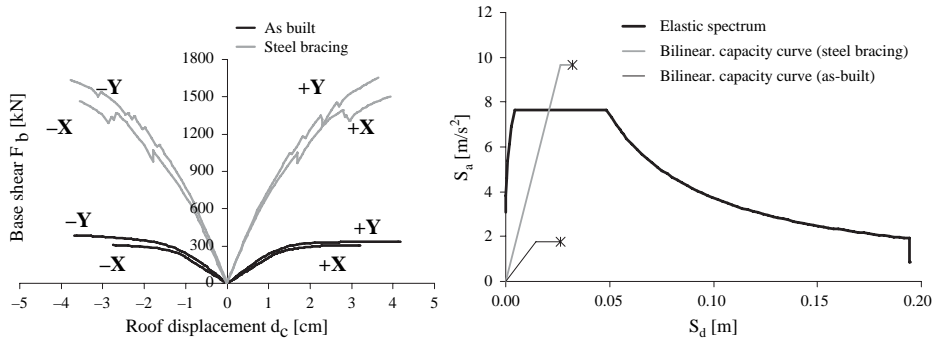 As built
Steel bracing
1800
1500
1200
900
600
300
0
Base shear F_b [kN]
–Y
+Y
–X
+X
–Y
+Y
–X
+X
–5 –4 –3 –2 –1 0 1 2 3 4 5
Roof displacement d_c [cm]
12
10
8
6
4
2
0
S_a [m/s²]
Elastic spectrum
Bilinear. capacity curve (steel bracing)
Bilinear. capacity curve (as-built)
0.00 0.05 0.10 0.15 0.20
S_d [m]